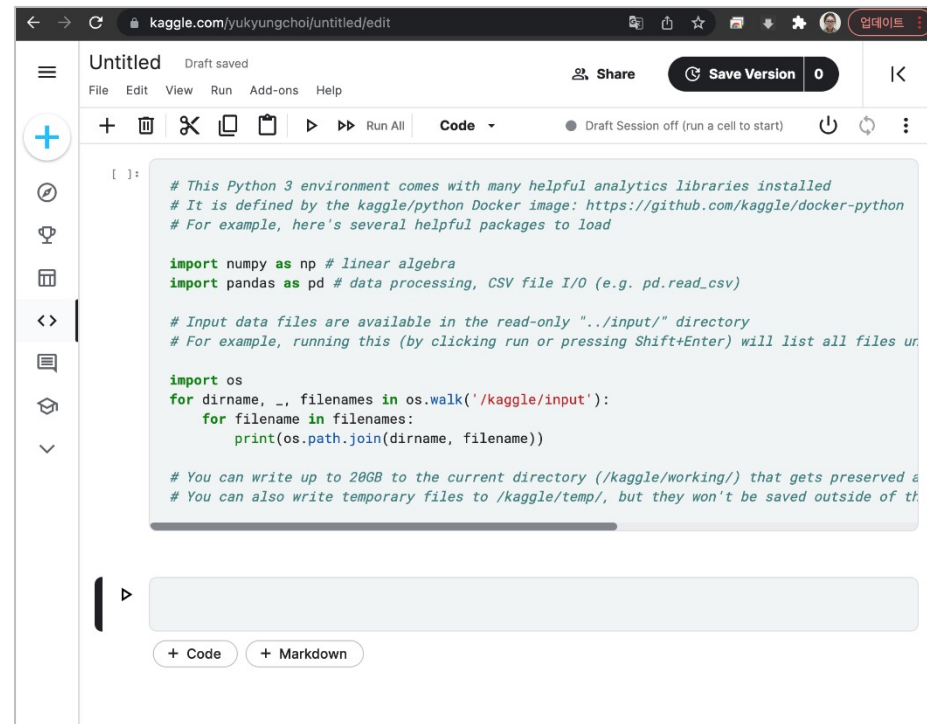 kaggle.com/yukyungchoi/untitled/edit
업데이트
Untitled Draft saved
File Edit View Run Add-ons Help
Share
Save Version 0
Run All Code Draft Session off (run a cell to start)
[ ]:
# This Python 3 environment comes with many helpful analytics libraries installed
# It is defined by the kaggle/python Docker image: https://github.com/kaggle/docker-python
# For example, here's several helpful packages to load
import numpy as np # linear algebra
import pandas as pd # data processing, CSV file I/O (e.g. pd.read_csv)
# Input data files are available in the read-only "../input/" directory
# For example, running this (by clicking run or pressing Shift+Enter) will list all files un
import os
for dirname, _, filenames in os.walk('/kaggle/input'):
    for filename in filenames:
        print(os.path.join(dirname, filename))
# You can write up to 20GB to the current directory (/kaggle/working/) that gets preserved a
# You can also write temporary files to /kaggle/temp/, but they won't be saved outside of th
+ Code + Markdown